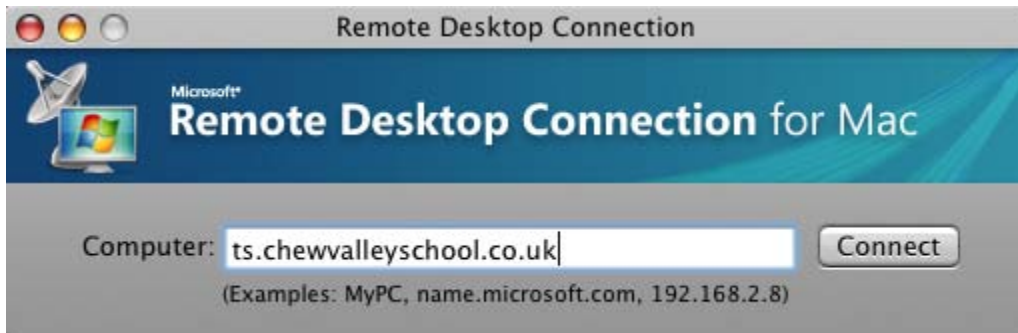 Remote Desktop Connection
Microsoft®
Remote Desktop Connection for Mac
Computer: ts.chewvalleyschool.co.uk Connect
(Examples: MyPC, name.microsoft.com, 192.168.2.8)